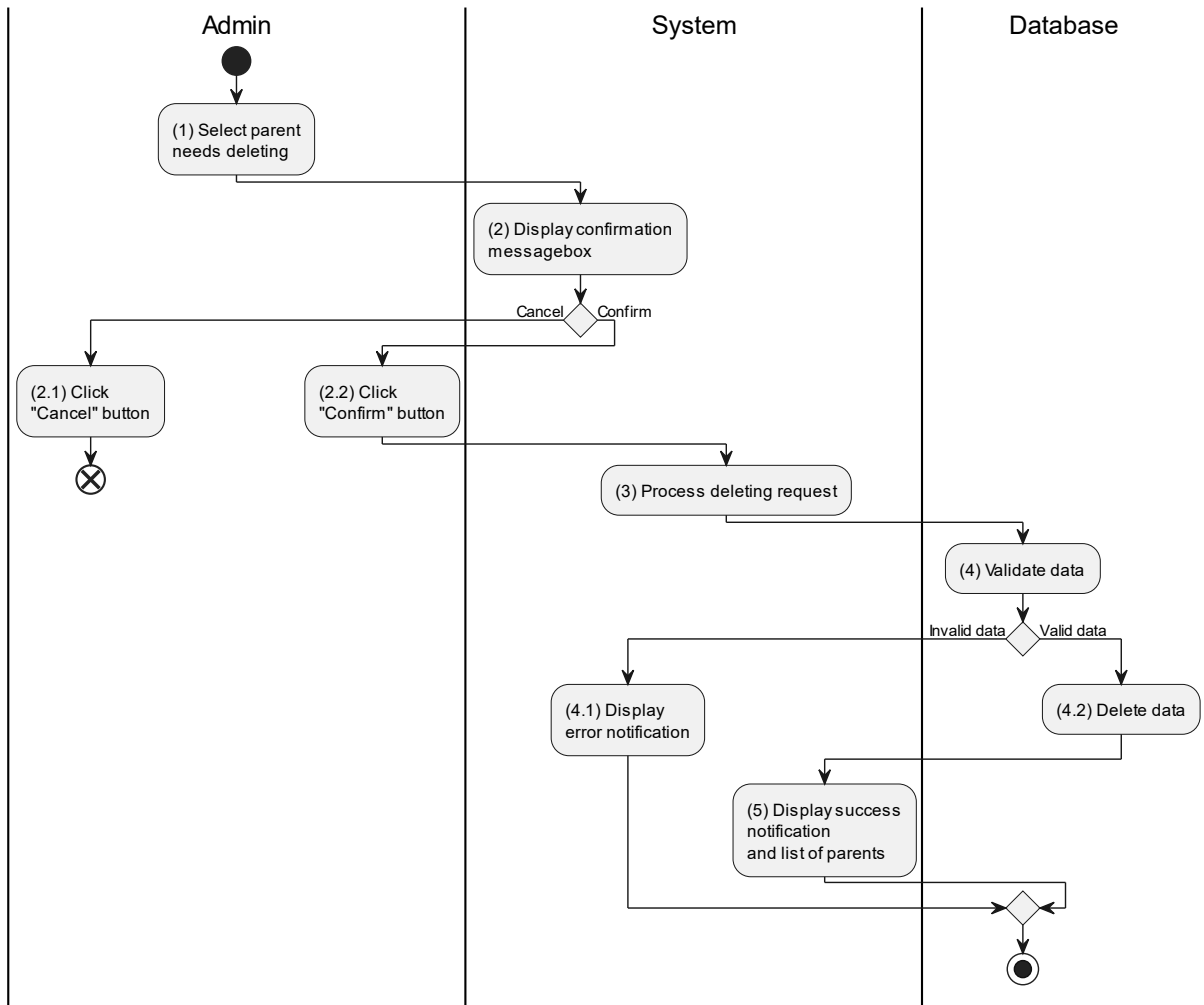 Admin
System
Database
(1) Select parent
needs deleting
(2) Display confirmation
messagebox
Cancel
Confirm
(2.1) Click
"Cancel" button
(2.2) Click
"Confirm" button
(3) Process deleting request
(4) Validate data
Invalid data
Valid data
(4.1) Display
error notification
(4.2) Delete data
(5) Display success
notification
and list of parents